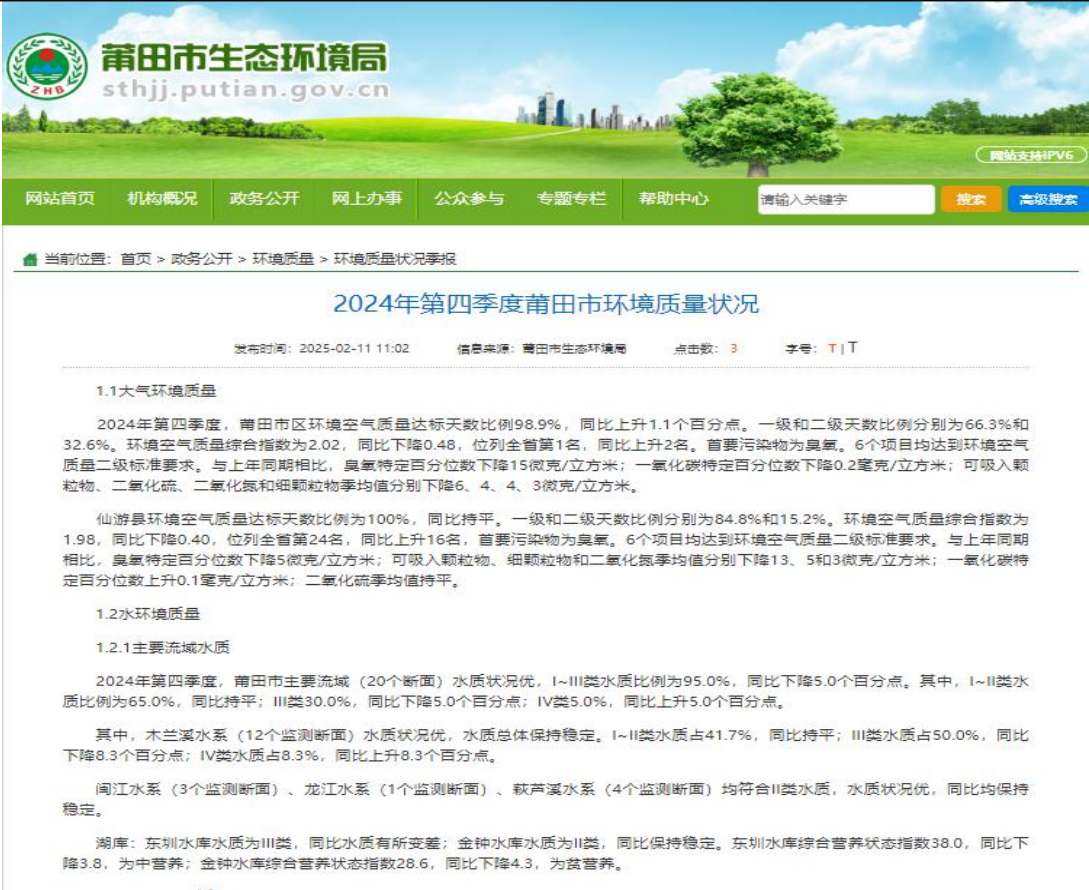 莆田市生态环境局
sthjj.putian.gov.cn
ZHB
网站支持IPV6
网站首页 机构概况 政务公开 网上办事 公众参与 专题专栏 帮助中心 请输入关键字 搜索 高级搜索
当前位置：首页 > 政务公开 > 环境质量 > 环境质量状况季报
2024年第四季度莆田市环境质量状况
发布时间：2025-02-11 11:02 信息来源：莆田市生态环境局 点击数：3 字号：T|T
1.1大气环境质量
2024年第四季度，莆田市区环境空气质量达标天数比例98.9%，同比上升1.1个百分点。一级和二级天数比例分别为66.3%和
32.6%。环境空气质量综合指数为2.02，同比下降0.48，位列全省第1名，同比上升2名。首要污染物为臭氧。6个项目均达到环境空气
质量二级标准要求。与上年同期相比，臭氧特定百分位数下降15微克/立方米；一氧化碳特定百分位数下降0.2毫克/立方米；可吸入颗
粒物、二氧化硫、二氧化氮和细颗粒物季均值分别下降6、4、4、3微克/立方米。
仙游县环境空气质量达标天数比例为100%，同比持平。一级和二级天数比例分别为84.8%和15.2%。环境空气质量综合指数为
1.98，同比下降0.40，位列全省第24名，同比上升16名，首要污染物为臭氧。6个项目均达到环境空气质量二级标准要求。与上年同期
相比，臭氧特定百分位数下降5微克/立方米；可吸入颗粒物、细颗粒物和二氧化氮季均值分别下降13、5和3微克/立方米；一氧化碳特
定百分位数上升0.1毫克/立方米；二氧化硫季均值持平。
1.2水环境质量
1.2.1主要流域水质
2024年第四季度，莆田市主要流域（20个断面）水质状况优，I~III类水质比例为95.0%，同比下降5.0个百分点。其中，I~II类水
质比例为65.0%，同比持平；III类30.0%，同比下降5.0个百分点；IV类5.0%，同比上升5.0个百分点。
其中，木兰溪水系（12个监测断面）水质状况优，水质总体保持稳定。I~II类水质占41.7%，同比持平；III类水质占50.0%，同比
下降8.3个百分点；IV类水质占8.3%，同比上升8.3个百分点。
闽江水系（3个监测断面）、龙江水系（1个监测断面）、萩芦溪水系（4个监测断面）均符合II类水质，水质状况优，同比均保持
稳定。
湖库：东圳水库水质为III类，同比水质有所变差；金钟水库水质为II类，同比保持稳定。东圳水库综合营养状态指数38.0，同比下
降3.8，为中营养；金钟水库综合营养状态指数28.6，同比下降4.3，为贫营养。